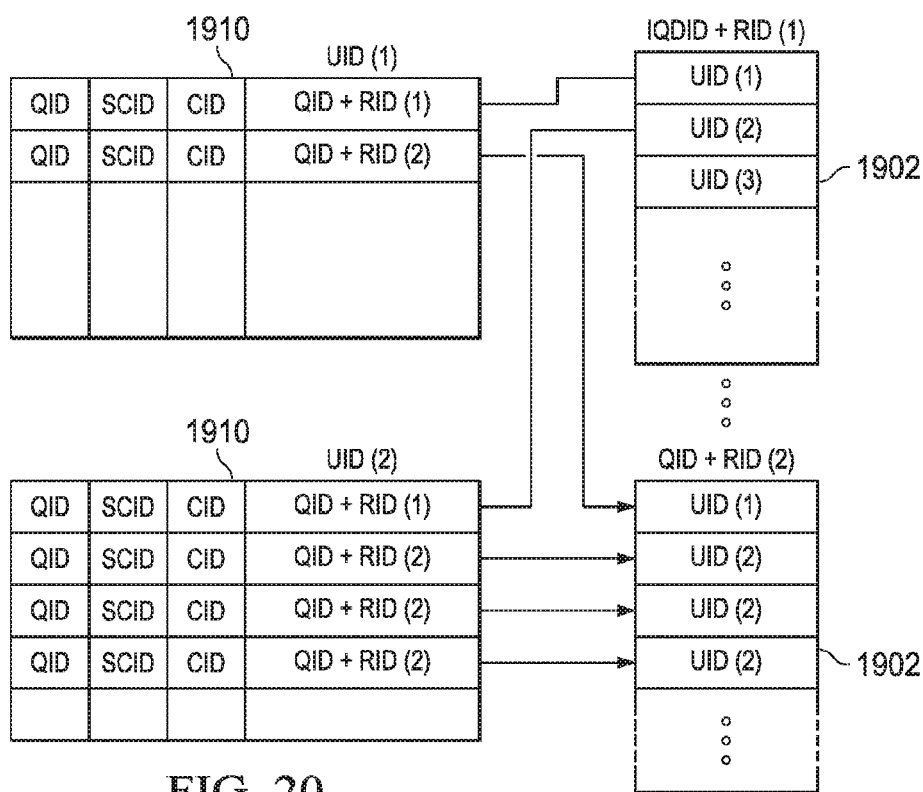 1910
UID (1)
QID SCID CID QID + RID (1)
QID SCID CID QID + RID (2)
IQDID + RID (1)
UID (1)
UID (2)
UID (3)
1902
1910
UID (2)
QID SCID CID QID + RID (1)
QID SCID CID QID + RID (2)
QID SCID CID QID + RID (2)
QID SCID CID QID + RID (2)
QID + RID (2)
UID (1)
UID (2)
UID (2)
UID (2)
1902
FIG. 20